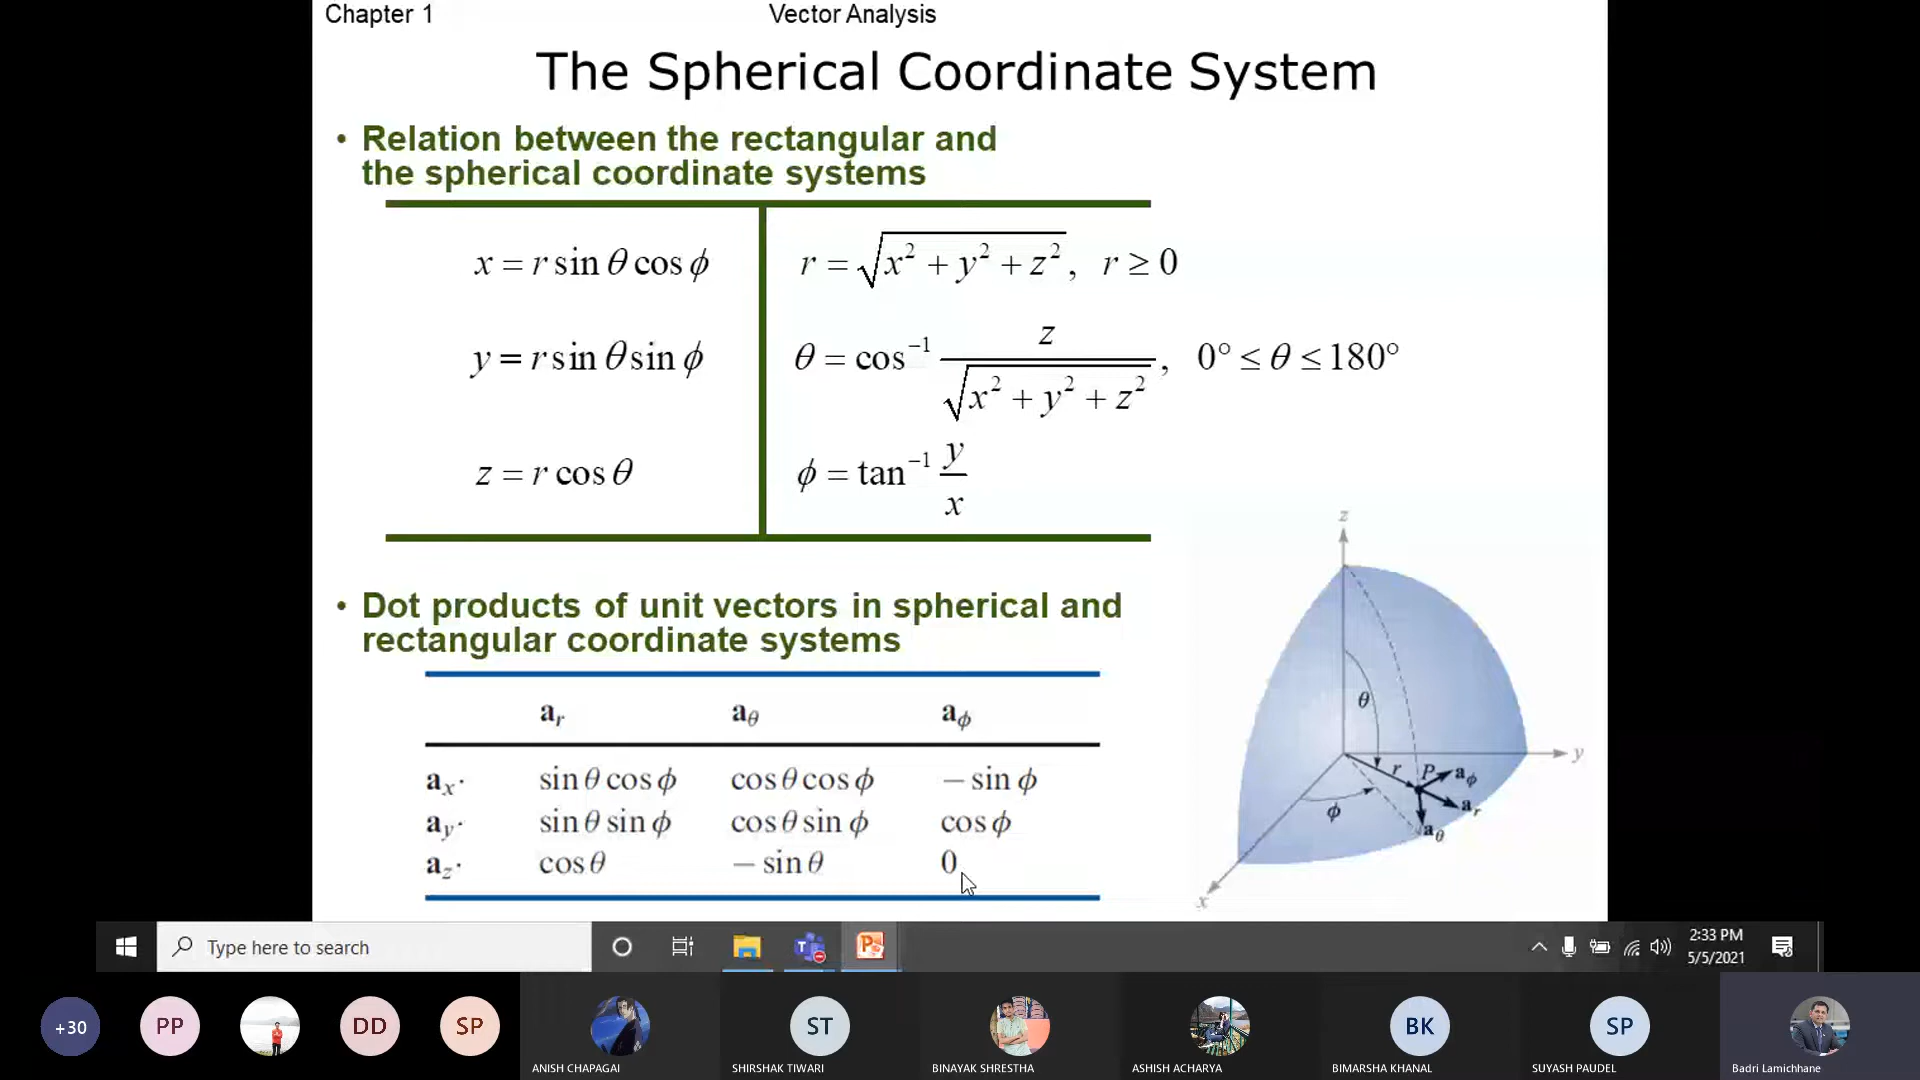 Chapter 1
Vector Analysis
The Spherical Coordinate System
• Relation between the rectangular and
the spherical coordinate systems
x = r sin θ cos ϕ
r = √(x² + y² + z²), r ≥ 0
y = r sin θ sin ϕ
θ = cos⁻¹ z / √(x² + y² + z²), 0° ≤ θ ≤ 180°
z = r cos θ
ϕ = tan⁻¹ y/x
• Dot products of unit vectors in spherical and
rectangular coordinate systems
a_r a_θ a_ϕ
a_x· sin θ cos ϕ cos θ cos ϕ − sin ϕ
a_y· sin θ sin ϕ cos θ sin ϕ cos ϕ
a_z· cos θ − sin θ 0
z
θ
y
r P a_ϕ
a_r
ϕ
a_θ
x
Type here to search
2:33 PM
5/5/2021
+30
PP
DD
SP
ST
BK
SP
ANISH CHAPAGAI
SHIRSHAK TIWARI
BINAYAK SHRESTHA
ASHISH ACHARYA
BIMARSHA KHANAL
SUYASH PAUDEL
Badri Lamichhane